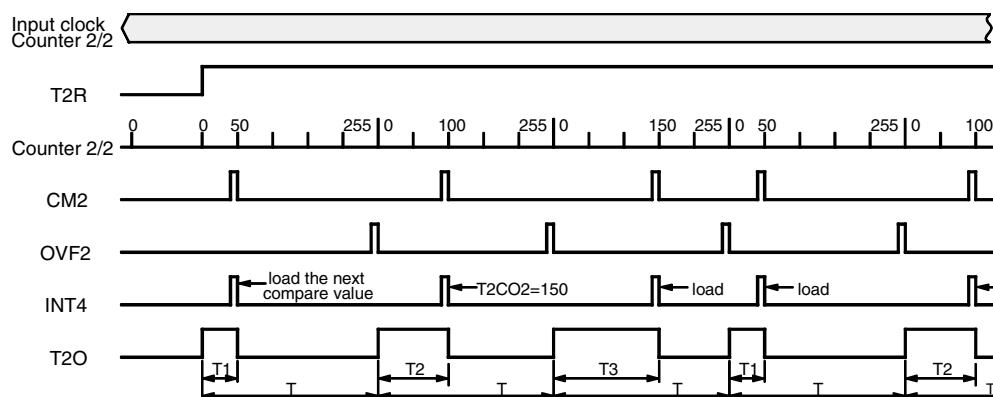 Input clock
Counter 2/2
T2R
0 0 50 255 0 100 255 0 150 255 0 50 255 0 100
Counter 2/2
CM2
OVF2
INT4
load the next
compare value
T2CO2=150
load
load
T2O
T1 T2 T3 T1 T2
T T T T T